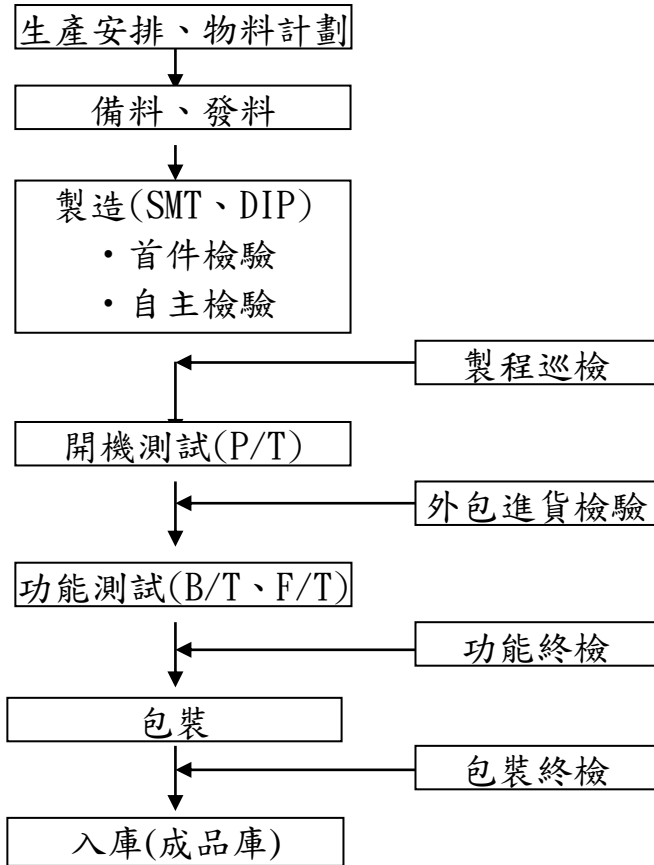 生產安排、物料計劃
備料、發料
製造(SMT、DIP)
・首件檢驗
・自主檢驗
製程巡檢
開機測試(P/T)
外包進貨檢驗
功能測試(B/T、F/T)
功能終檢
包裝
包裝終檢
入庫(成品庫)